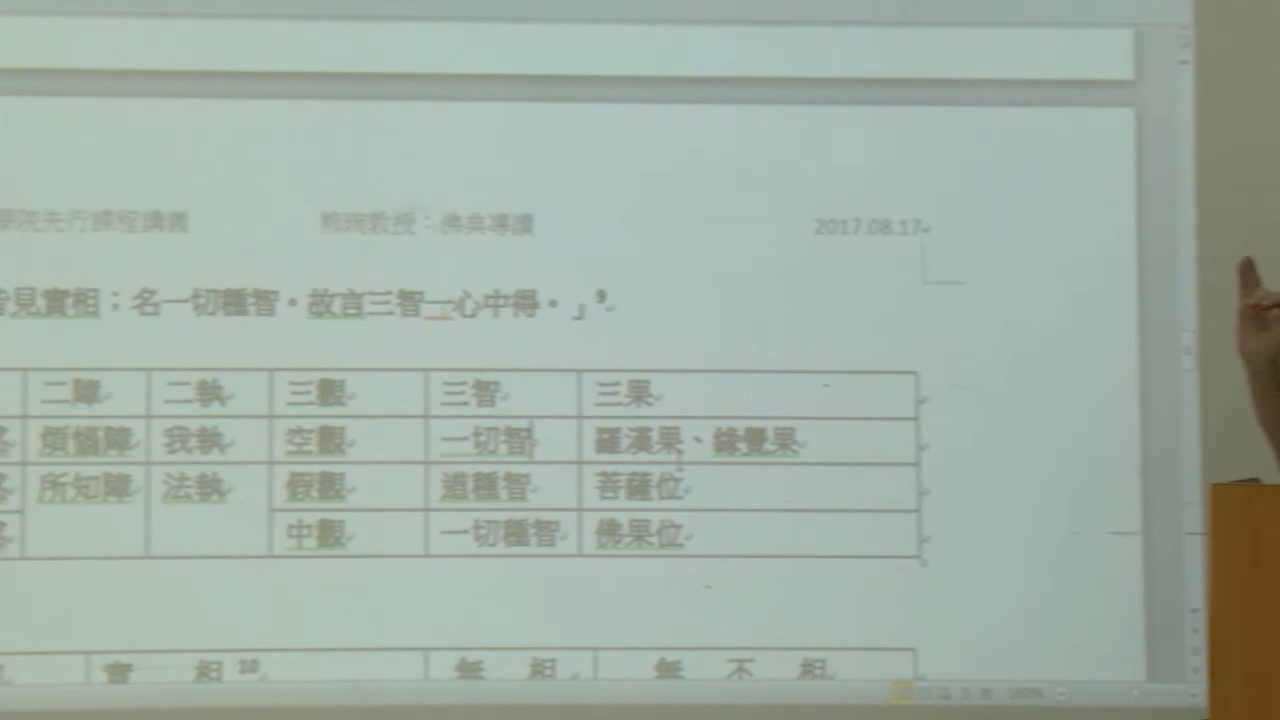 學院先行課程講義 熊琬教授：佛典導讀 2017.08.17
皆見實相；名一切種智。故言三智一心中得。」9
二障 二執 三觀 三智 三果
煩惱障 我執 空觀 一切智 羅漢果、緣覺果
所知障 法執 假觀 道種智 菩薩位
中觀 一切種智 佛果位
實 相 10 無 相 無 不 相